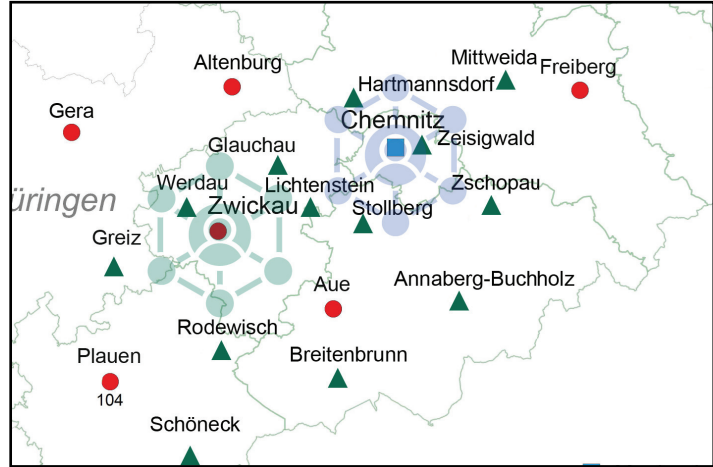 Mittweida
Altenburg
Freiberg
Hartmannsdorf
Gera
Chemnitz
Zeisigwald
Glauchau
Werdau
Lichtenstein
Zschopau
üringen
Zwickau
Stollberg
Greiz
Aue
Annaberg-Buchholz
Rodewisch
Plauen
Breitenbrunn
104
Schöneck